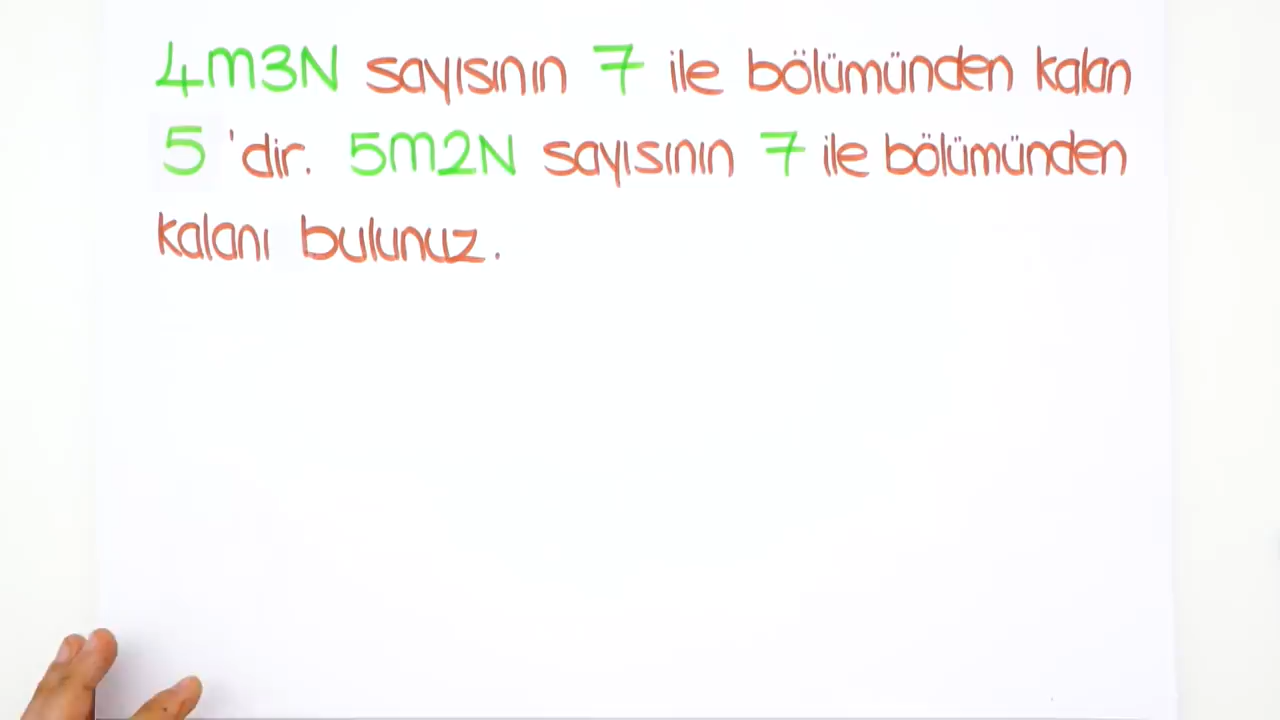 4m3N sayısının 7 ile bölümünden kalan
5 'dir. 5m2N sayısının 7 ile bölümünden
kalanı bulunuz.